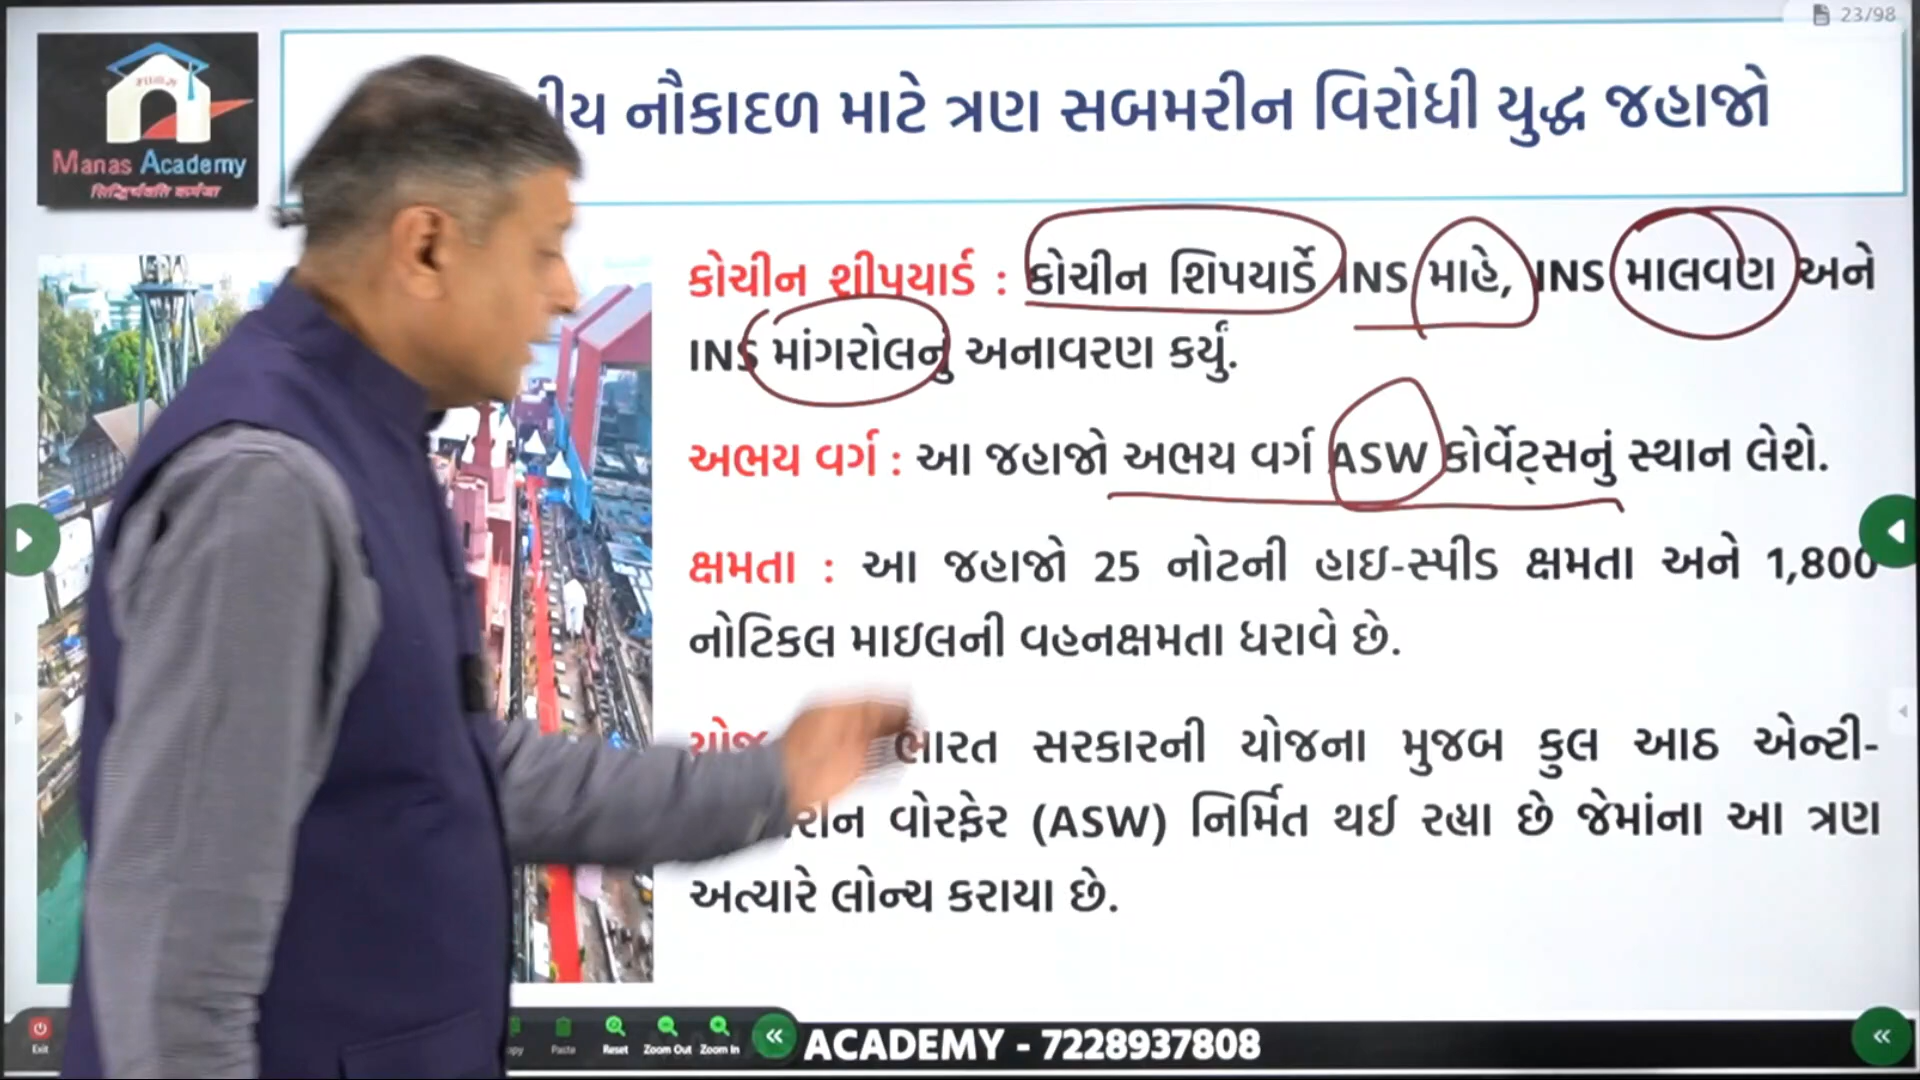 23/98
Manas Academy
નૌકાદળ માટે ત્રણ સબમરીન વિરોધી યુદ્ધ જહાજો
કોચીન શીપયાર્ડ : કોચીન શિપયાર્ડે INS માહે, INS માલવણ અને
INS માંગરોલનું અનાવરણ કર્યું.
અભય વર્ગ : આ જહાજો અભય વર્ગ ASW કોર્વેટ્સનું સ્થાન લેશે.
ક્ષમતા : આ જહાજો 25 નોટની હાઇ-સ્પીડ ક્ષમતા અને 1,800
નોટિકલ માઇલની વહનક્ષમતા ધરાવે છે.
ભારત સરકારની યોજના મુજબ કુલ આઠ એન્ટી-
વોરફેર (ASW) નિર્મિત થઈ રહ્યા છે જેમાંના આ ત્રણ
અત્યારે લોન્ચ કરાયા છે.
Exit Paste Reset Zoom Out Zoom In
ACADEMY - 7228937808